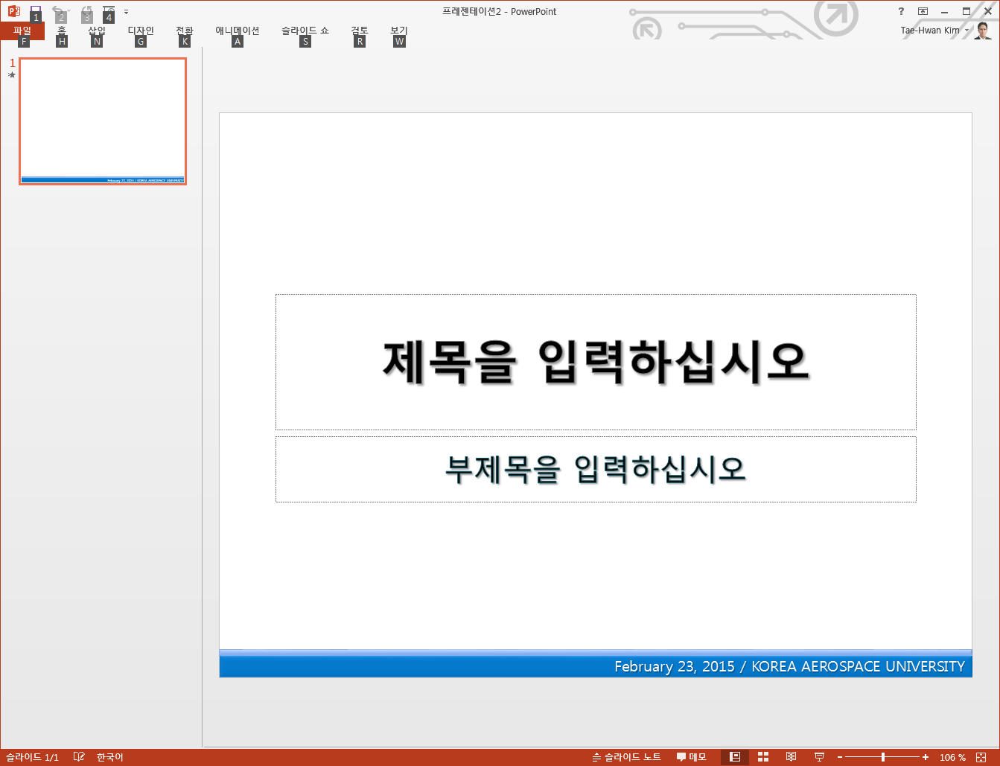 1 2 3 4
프레젠테이션2 - PowerPoint
?
파일 홈 삽입 디자인 전환 애니메이션 슬라이드 쇼 검토 보기
Tae-Hwan Kim
F H N G K A S R W
1
February 23, 2015 / KOREA AEROSPACE UNIVERSITY
제목을 입력하십시오
부제목을 입력하십시오
February 23, 2015 / KOREA AEROSPACE UNIVERSITY
슬라이드 1/1 한국어 슬라이드 노트 메모 106 %